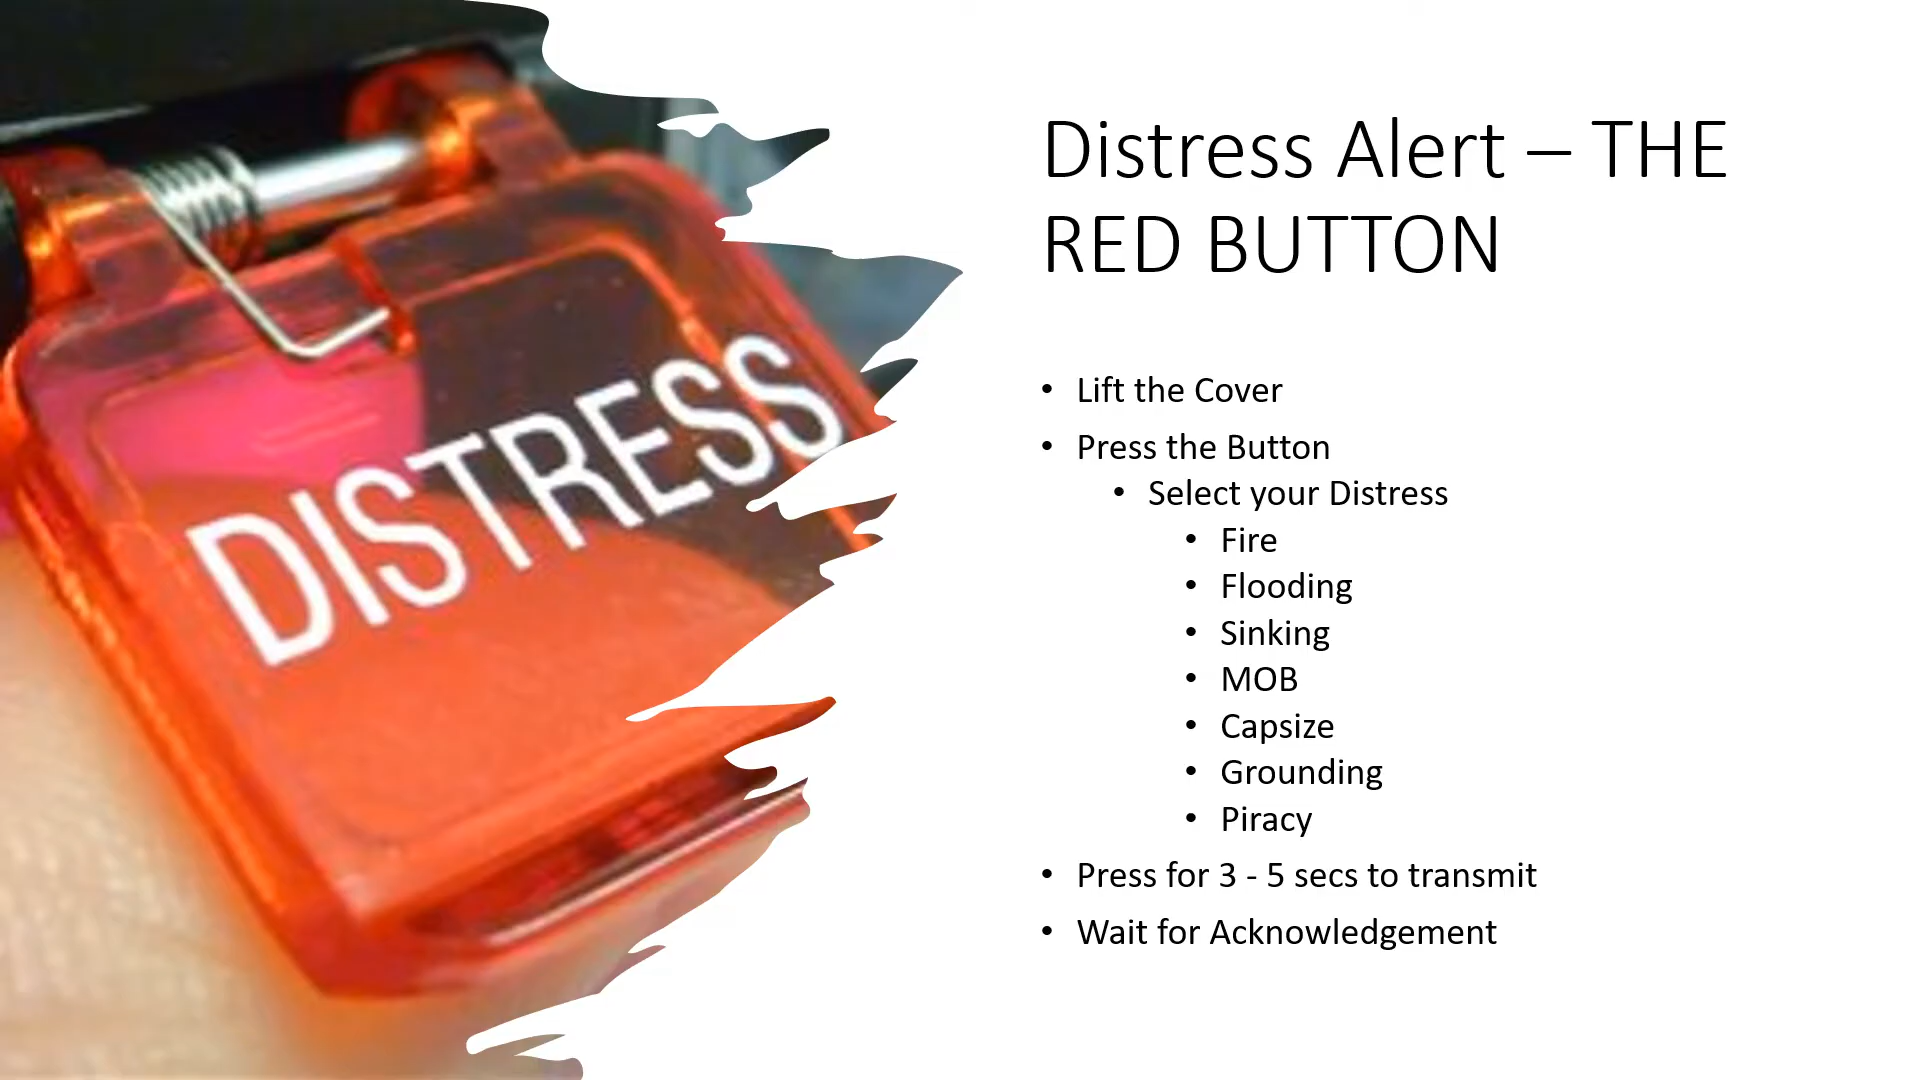 DISTRESS
Distress Alert – THE
RED BUTTON
• Lift the Cover
• Press the Button
• Select your Distress
• Fire
• Flooding
• Sinking
• MOB
• Capsize
• Grounding
• Piracy
• Press for 3 - 5 secs to transmit
• Wait for Acknowledgement